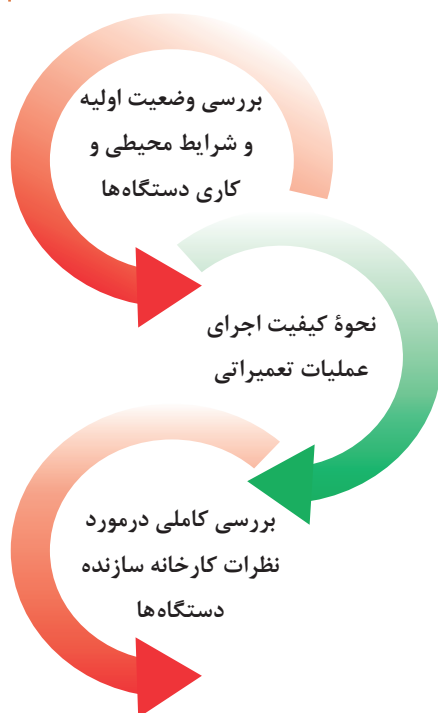 بررسی وضعیت اولیه
و شرایط محیطی و
کاری دستگاه‌ها
نحوهٔ کیفیت اجرای
عملیات تعمیراتی
بررسی کاملی درمورد
نظرات کارخانه سازنده
دستگاه‌ها